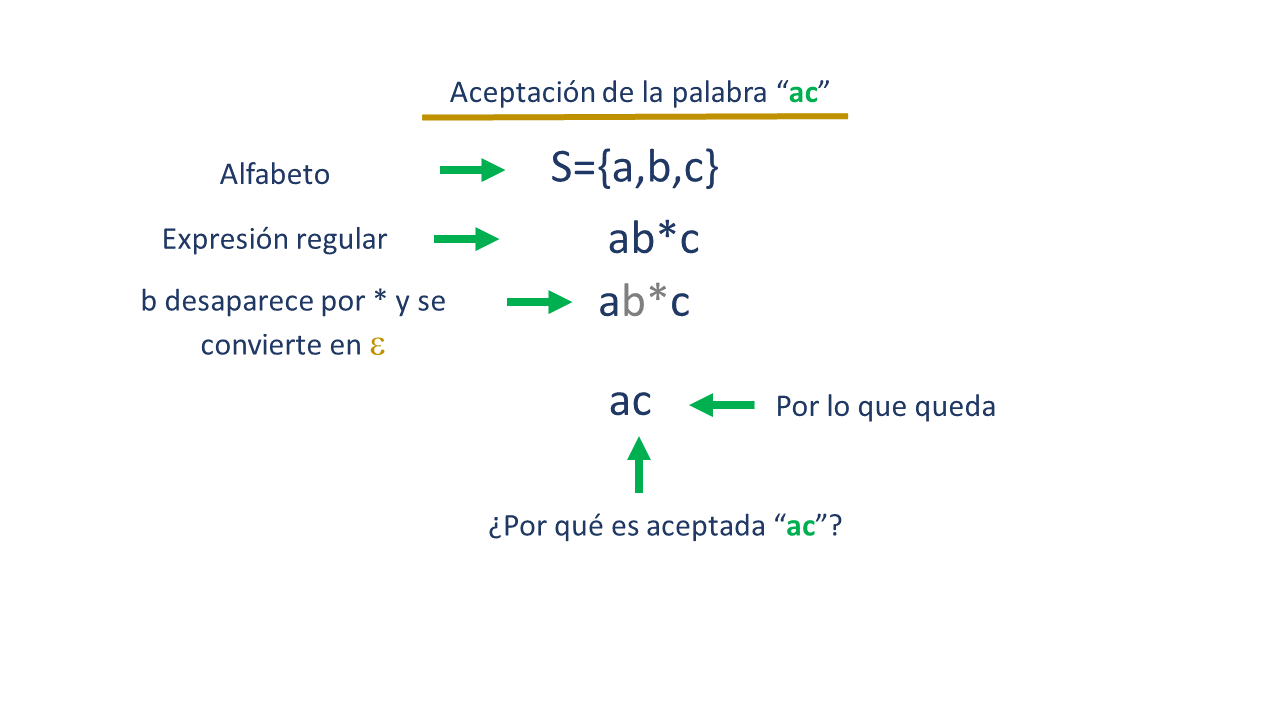 Aceptación de la palabra “ac”
Alfabeto
S={a,b,c}
Expresión regular
ab*c
b desaparece por * y se
convierte en ε
ab*c
ac
Por lo que queda
¿Por qué es aceptada “ac”?